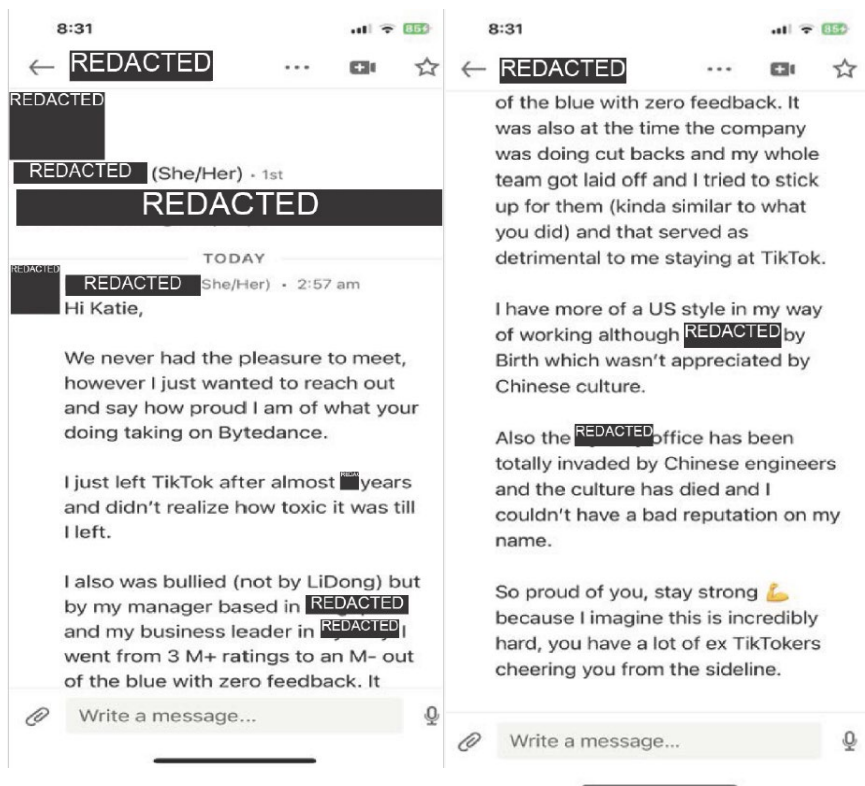 8:31
85
REDACTED
REDACTED
REDACTED (She/Her) • 1st
REDACTED
TODAY
REDACTED
REDACTED She/Her) • 2:57 am
Hi Katie,
We never had the pleasure to meet,
however I just wanted to reach out
and say how proud I am of what your
doing taking on Bytedance.
I just left TikTok after almost years
and didn't realize how toxic it was till
I left.
I also was bullied (not by LiDong) but
by my manager based in REDACTED
and my business leader in REDACTED I
went from 3 M+ ratings to an M- out
of the blue with zero feedback. It
Write a message...
8:31
85
REDACTED
of the blue with zero feedback. It
was also at the time the company
was doing cut backs and my whole
team got laid off and I tried to stick
up for them (kinda similar to what
you did) and that served as
detrimental to me staying at TikTok.
I have more of a US style in my way
of working although REDACTED by
Birth which wasn't appreciated by
Chinese culture.
Also the REDACTED office has been
totally invaded by Chinese engineers
and the culture has died and I
couldn't have a bad reputation on my
name.
So proud of you, stay strong 💪
because I imagine this is incredibly
hard, you have a lot of ex TikTokers
cheering you from the sideline.
Write a message...